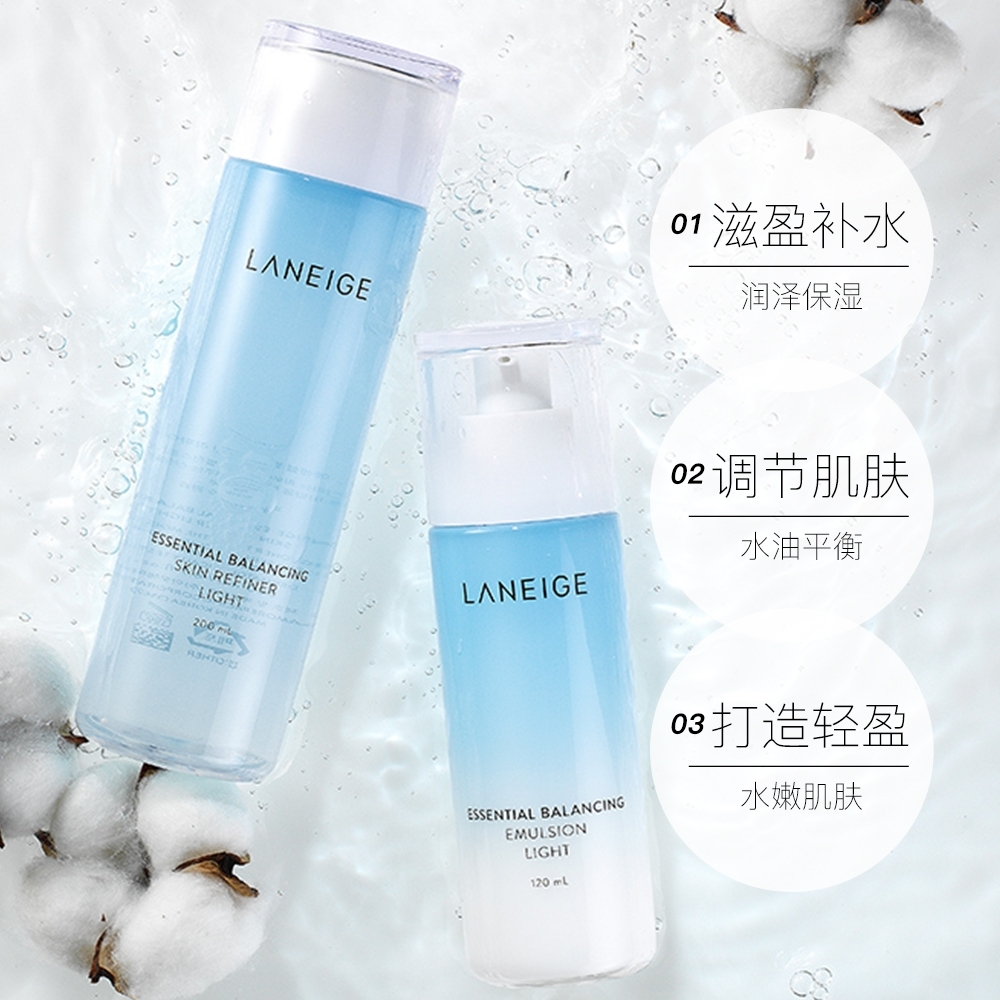 LANEIGE
ESSENTIAL BALANCING
SKIN REFINER
LIGHT
200 mL
LANEIGE
ESSENTIAL BALANCING
EMULSION
LIGHT
120 mL
01 滋盈补水
润泽保湿
02 调节肌肤
水油平衡
03 打造轻盈
水嫩肌肤